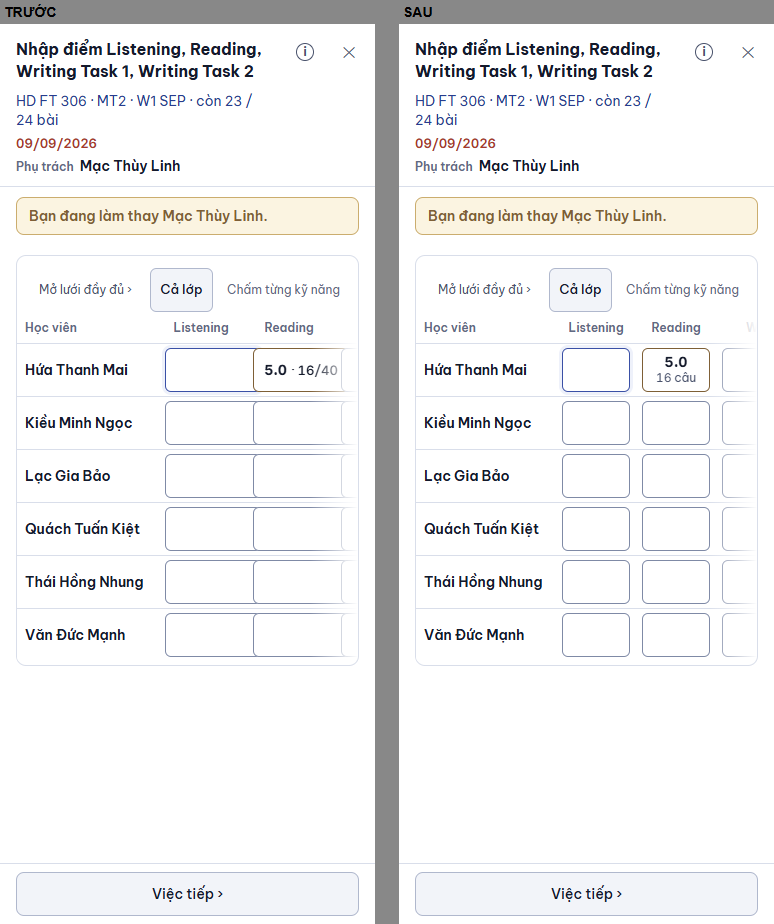 TRƯỚC
Nhập điểm Listening, Reading,
Writing Task 1, Writing Task 2
HD FT 306 · MT2 · W1 SEP · còn 23 /
24 bài
09/09/2026
Phụ trách Mạc Thùy Linh
Bạn đang làm thay Mạc Thùy Linh.
Mở lưới đầy đủ ›
Cả lớp
Chấm từng kỹ năng
Học viên Listening Reading
Hứa Thanh Mai 5.0 · 16/40
Kiều Minh Ngọc
Lạc Gia Bảo
Quách Tuấn Kiệt
Thái Hồng Nhung
Văn Đức Mạnh
Việc tiếp ›
SAU
Nhập điểm Listening, Reading,
Writing Task 1, Writing Task 2
HD FT 306 · MT2 · W1 SEP · còn 23 /
24 bài
09/09/2026
Phụ trách Mạc Thùy Linh
Bạn đang làm thay Mạc Thùy Linh.
Mở lưới đầy đủ ›
Cả lớp
Chấm từng kỹ năng
Học viên Listening Reading
Hứa Thanh Mai 5.0
16 câu
Kiều Minh Ngọc
Lạc Gia Bảo
Quách Tuấn Kiệt
Thái Hồng Nhung
Văn Đức Mạnh
Việc tiếp ›